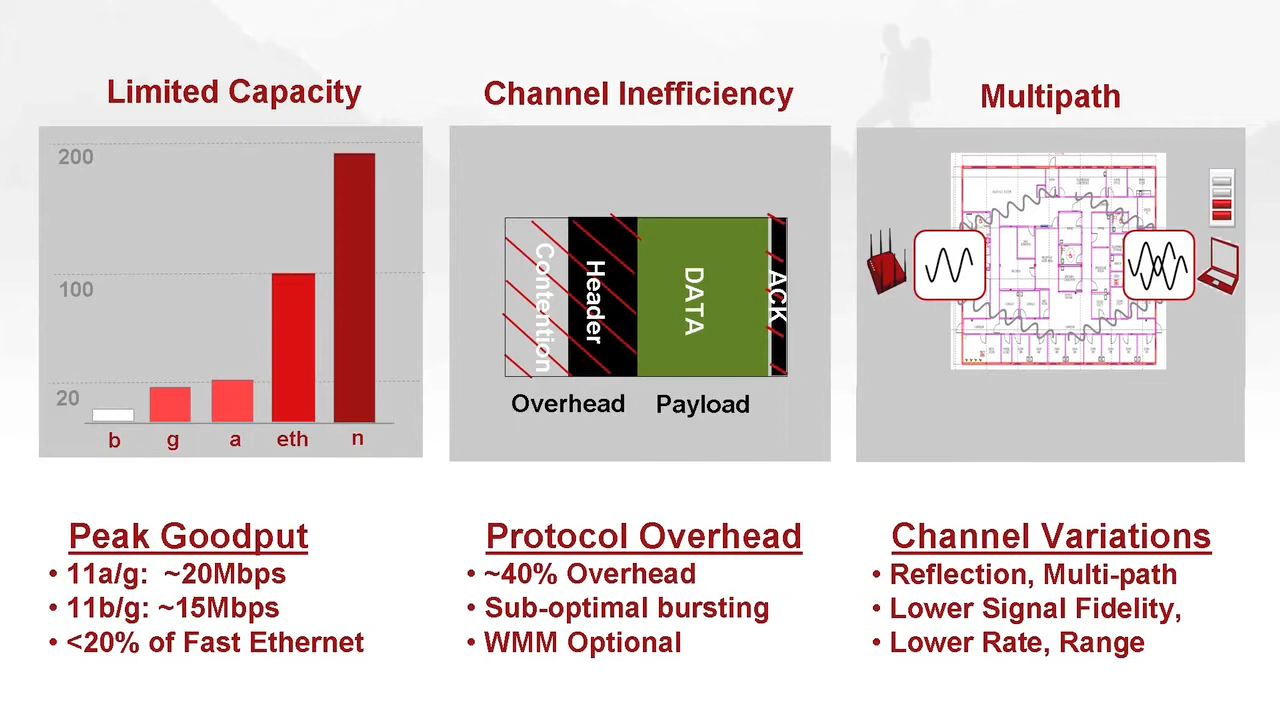 Limited Capacity
200
100
20
b
g
a
eth
n
Peak Goodput
• 11a/g: ~20Mbps
• 11b/g: ~15Mbps
• <20% of Fast Ethernet
Channel Inefficiency
Contention
Header
DATA
ACK
Overhead
Payload
Protocol Overhead
• ~40% Overhead
• Sub-optimal bursting
• WMM Optional
Multipath
Channel Variations
• Reflection, Multi-path
• Lower Signal Fidelity,
• Lower Rate, Range